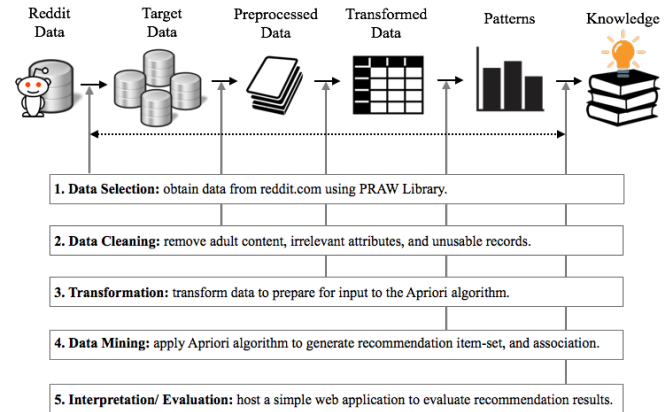 Reddit Data
Target Data
Preprocessed Data
Transformed Data
Patterns
Knowledge
1. Data Selection: obtain data from reddit.com using PRAW Library.
2. Data Cleaning: remove adult content, irrelevant attributes, and unusable records.
3. Transformation: transform data to prepare for input to the Apriori algorithm.
4. Data Mining: apply Apriori algorithm to generate recommendation item-set, and association.
5. Interpretation/ Evaluation: host a simple web application to evaluate recommendation results.